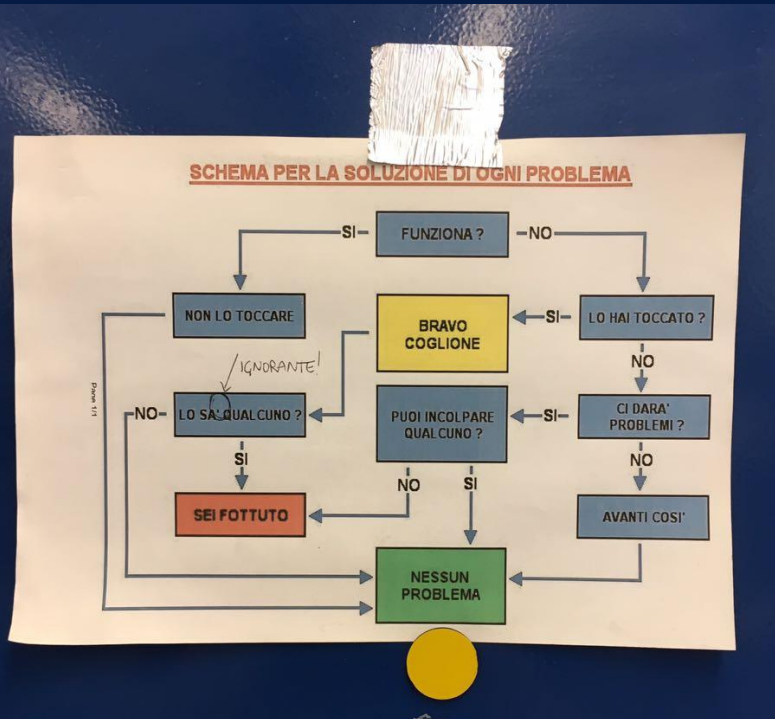 SCHEMA PER LA SOLUZIONE DI OGNI PROBLEMA
FUNZIONA ?
SI
NO
NON LO TOCCARE
BRAVO
COGLIONE
SI
LO HAI TOCCATO ?
NO
IGNORANTE!
NO
LO SA' QUALCUNO ?
PUOI INCOLPARE
QUALCUNO ?
SI
CI DARA'
PROBLEMI ?
SI
NO
SI
NO
SEI FOTTUTO
AVANTI COSI'
NESSUN
PROBLEMA
1/1